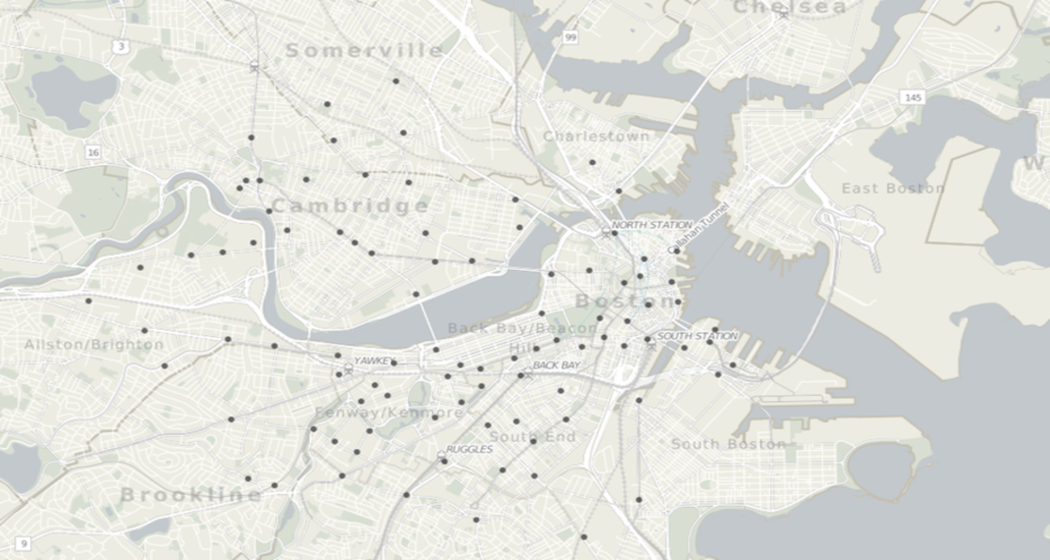 Chelsea
99
3
Somerville
145
Charlestown
16
W
East Boston
Cambridge
Callahan Tunnel
NORTH STATION
Boston
Back Bay/Beacon
Hill
SOUTH STATION
Allston/Brighton
YAWKEY
BACK BAY
Fenway/Kenmore
South End
South Boston
RUGGLES
Brookline
9